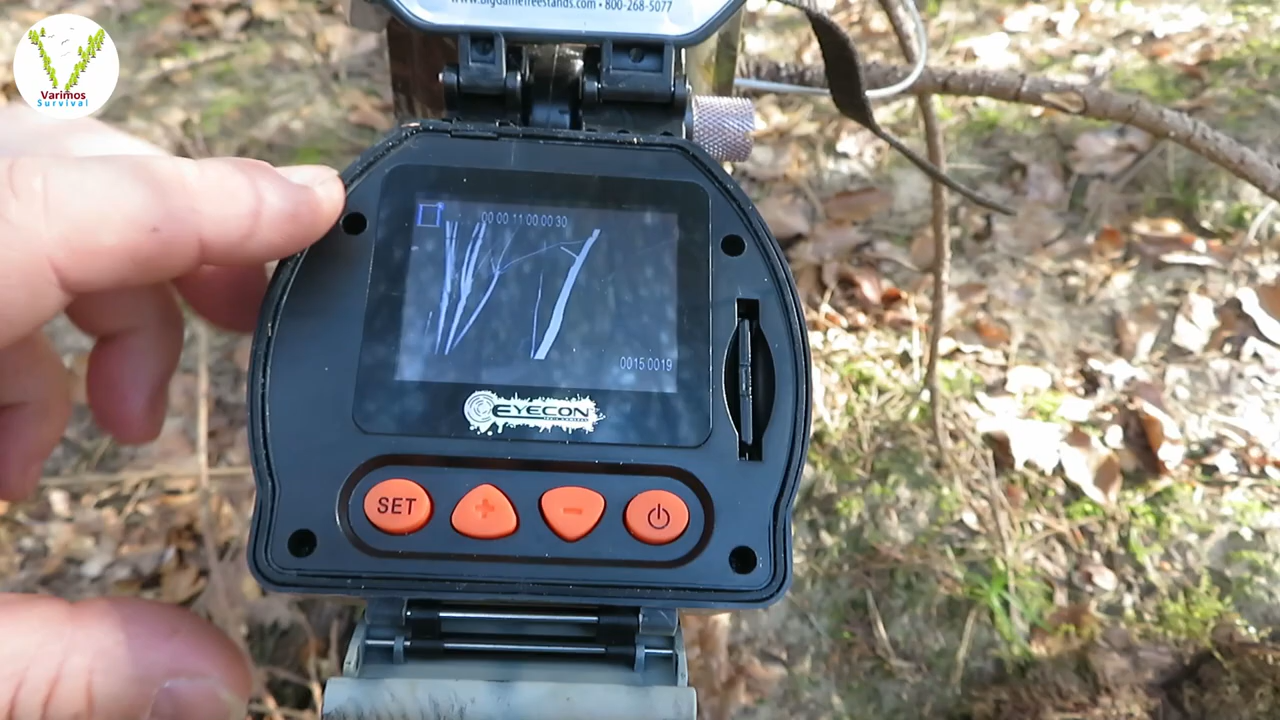 www.BigGameTreestands.com • 800-268-5077
Varimos
Survival
00 00 11 00 00 30
0015 0019
EYECON
SET